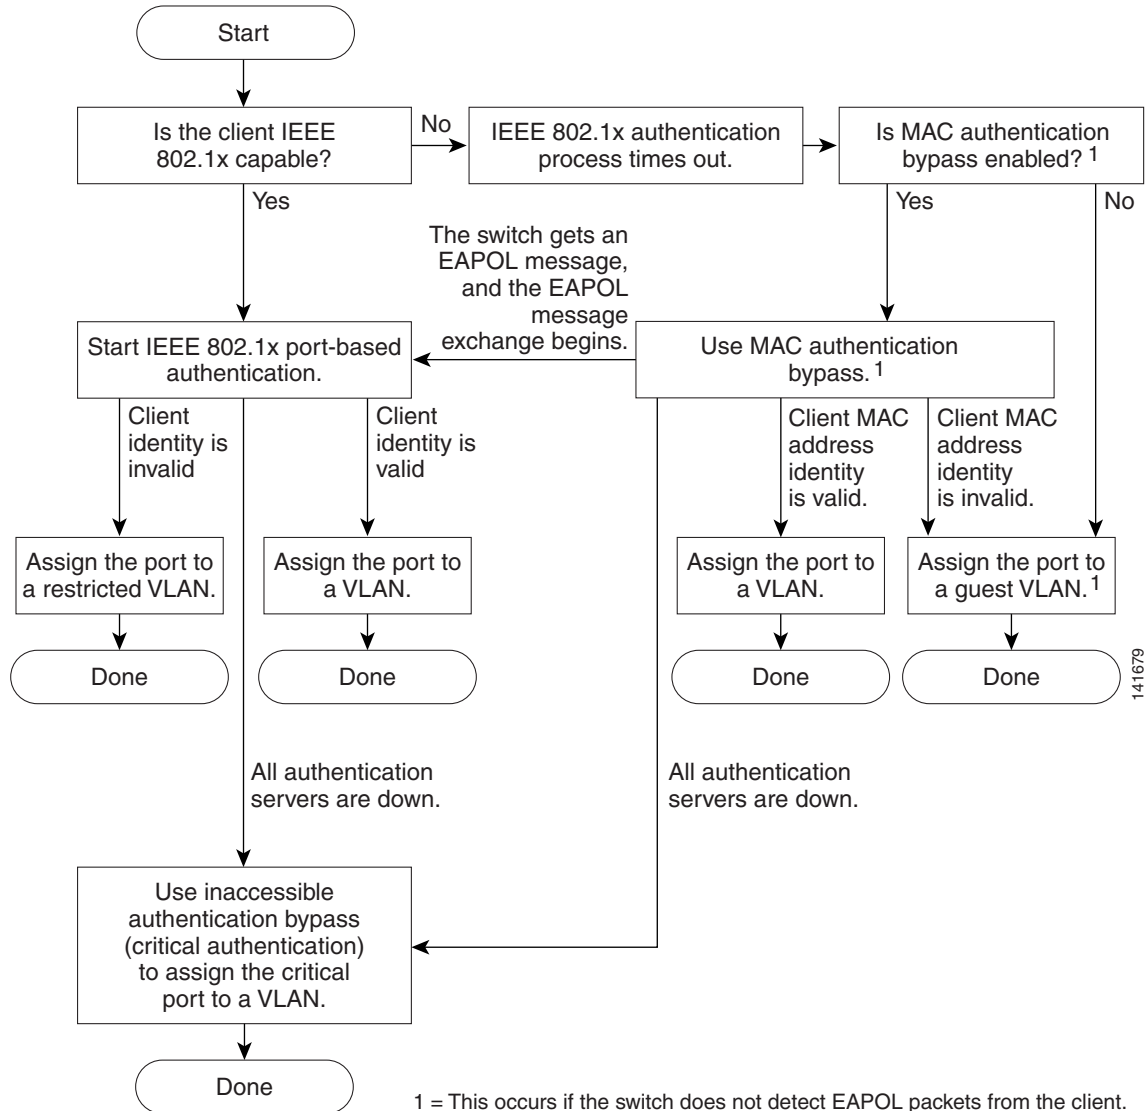 Start
Is the client IEEE
802.1x capable?
No
IEEE 802.1x authentication
process times out.
Is MAC authentication
bypass enabled? 1
Yes
Yes
No
The switch gets an
EAPOL message,
and the EAPOL
message
exchange begins.
Start IEEE 802.1x port-based
authentication.
Use MAC authentication
bypass. 1
Client
identity is
invalid
Client
identity is
valid
Client MAC
address
identity
is valid.
Client MAC
address
identity
is invalid.
Assign the port to
a restricted VLAN.
Assign the port to
a VLAN.
Assign the port to
a VLAN.
Assign the port to
a guest VLAN. 1
Done
Done
Done
Done
141679
All authentication
servers are down.
All authentication
servers are down.
Use inaccessible
authentication bypass
(critical authentication)
to assign the critical
port to a VLAN.
Done
1 = This occurs if the switch does not detect EAPOL packets from the client.